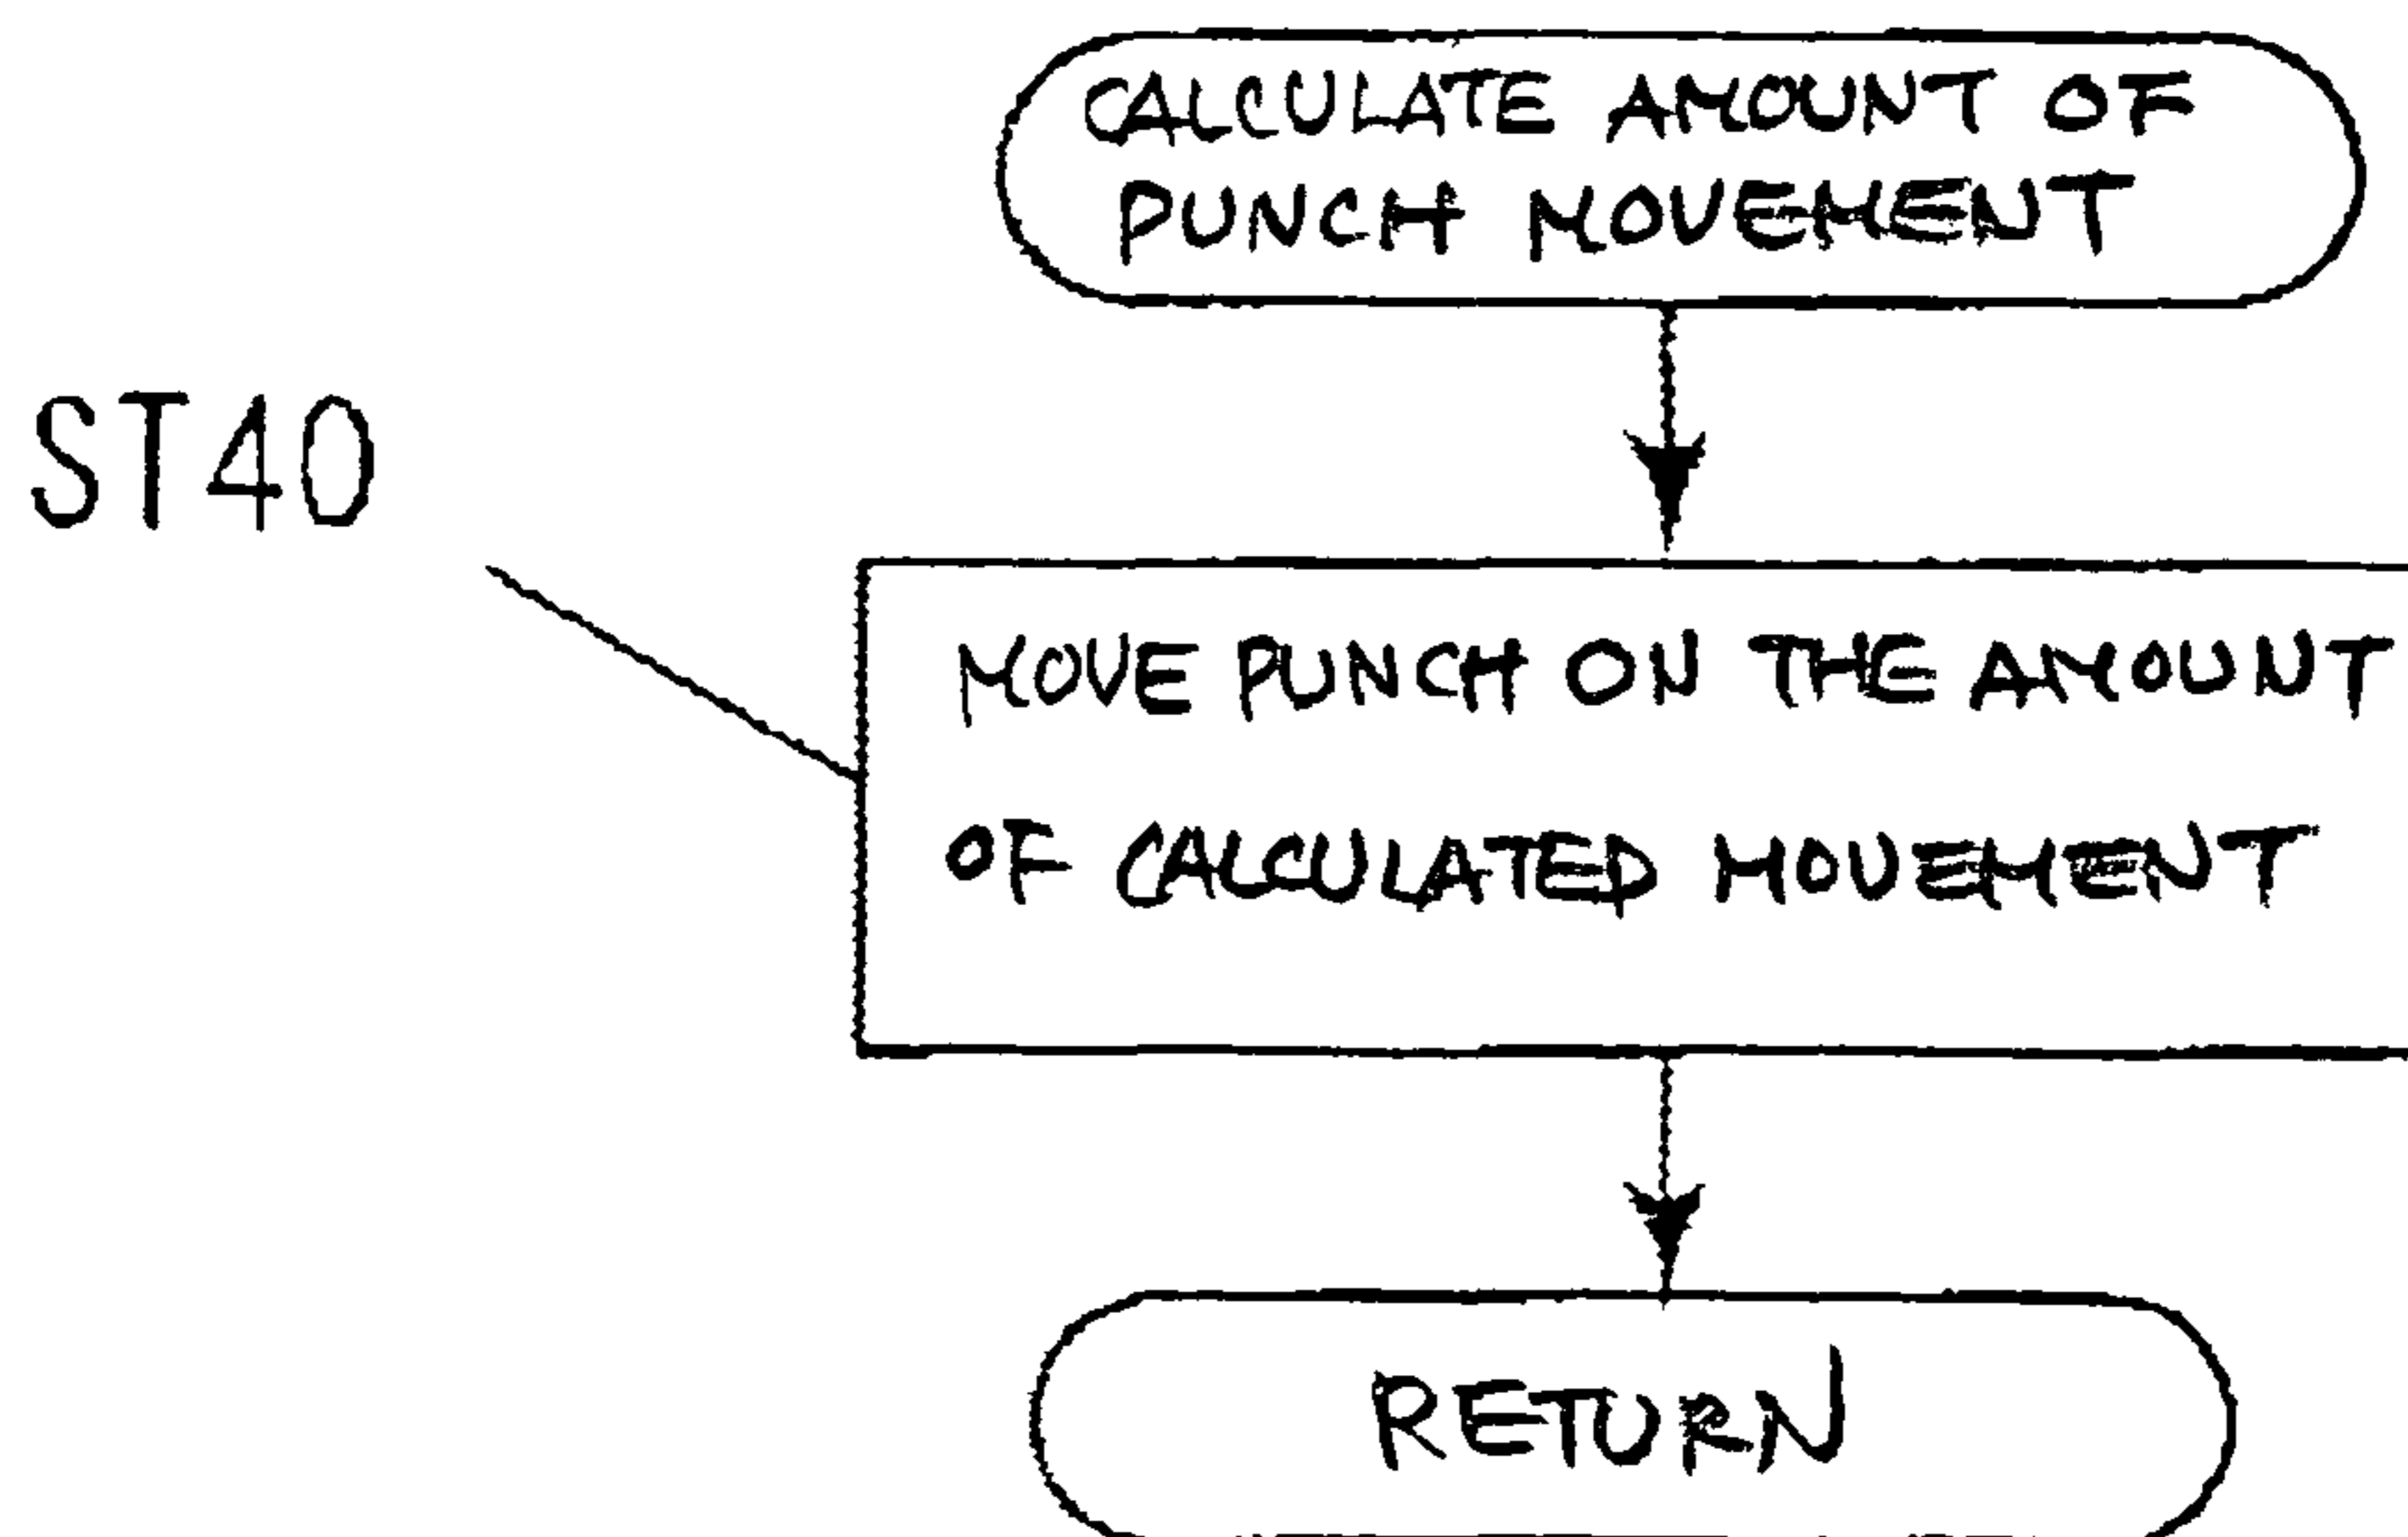 CALCULATE AMOUNT OF
PUNCH MOVEMENT
ST40
MOVE PUNCH ON THE AMOUNT
OF CALCULATED MOVEMENT
RETURN